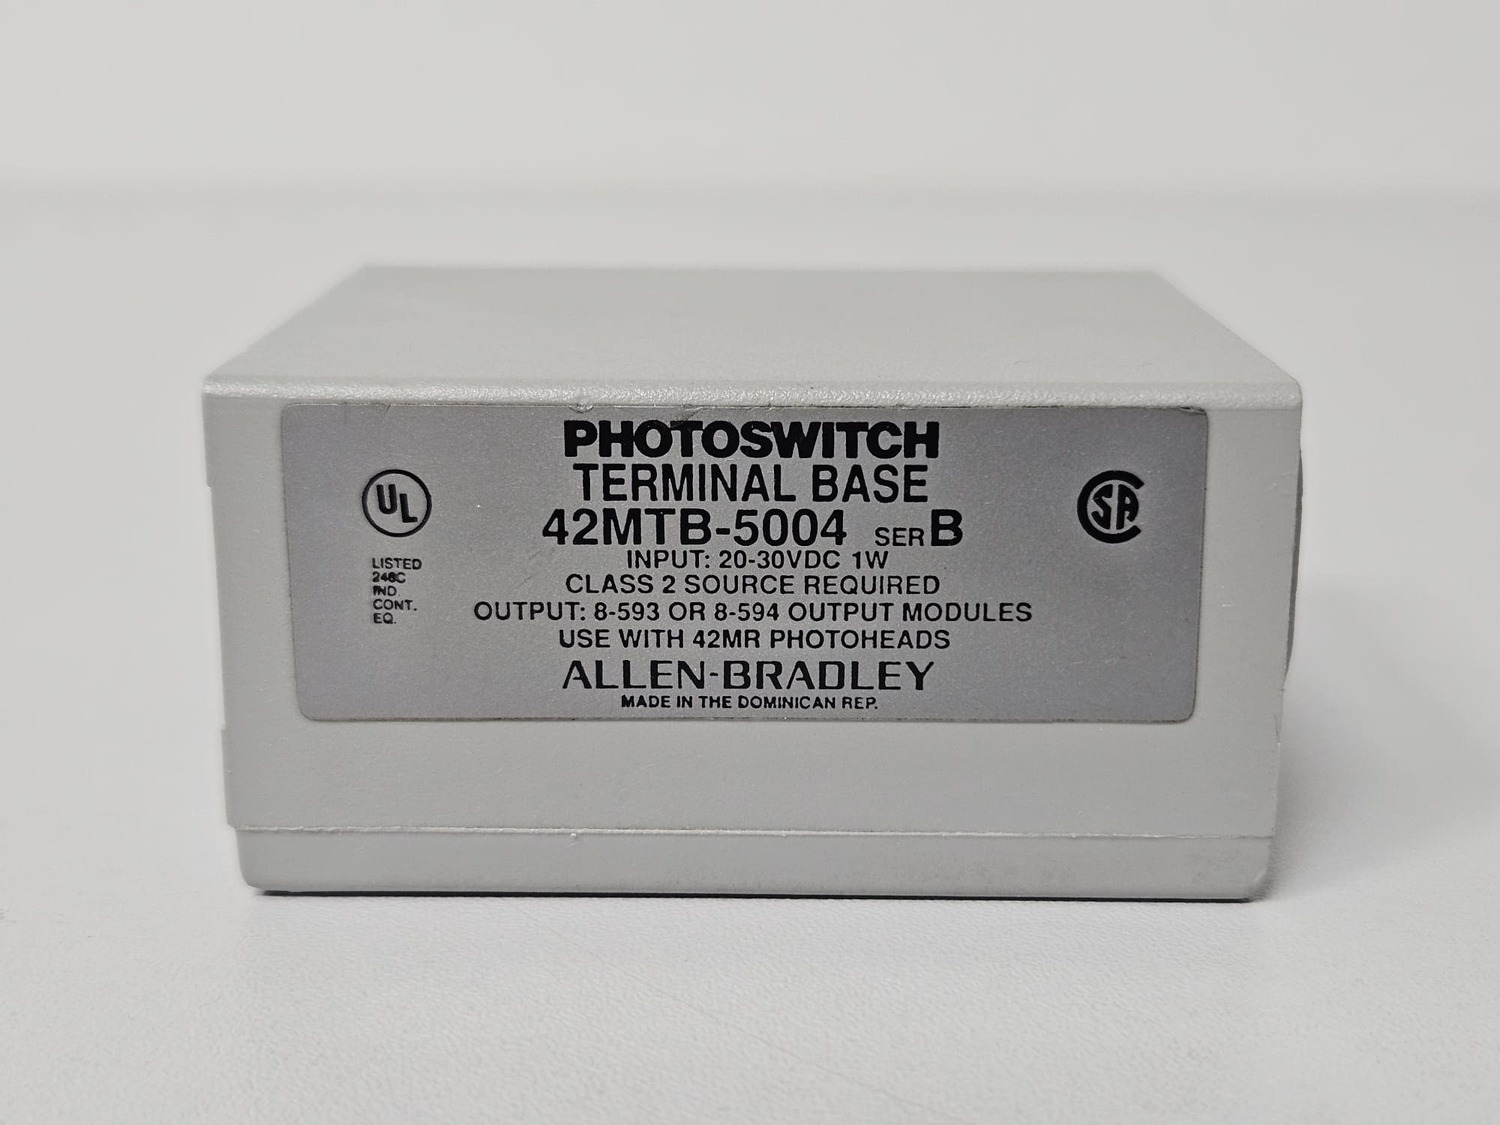 PHOTOSWITCH
TERMINAL BASE
42MTB-5004 SER B
INPUT: 20-30VDC 1W
CLASS 2 SOURCE REQUIRED
OUTPUT: 8-593 OR 8-594 OUTPUT MODULES
USE WITH 42MR PHOTOHEADS
ALLEN-BRADLEY
MADE IN THE DOMINICAN REP.
UL
LISTED
IND.
CONT.
EQ.
SA